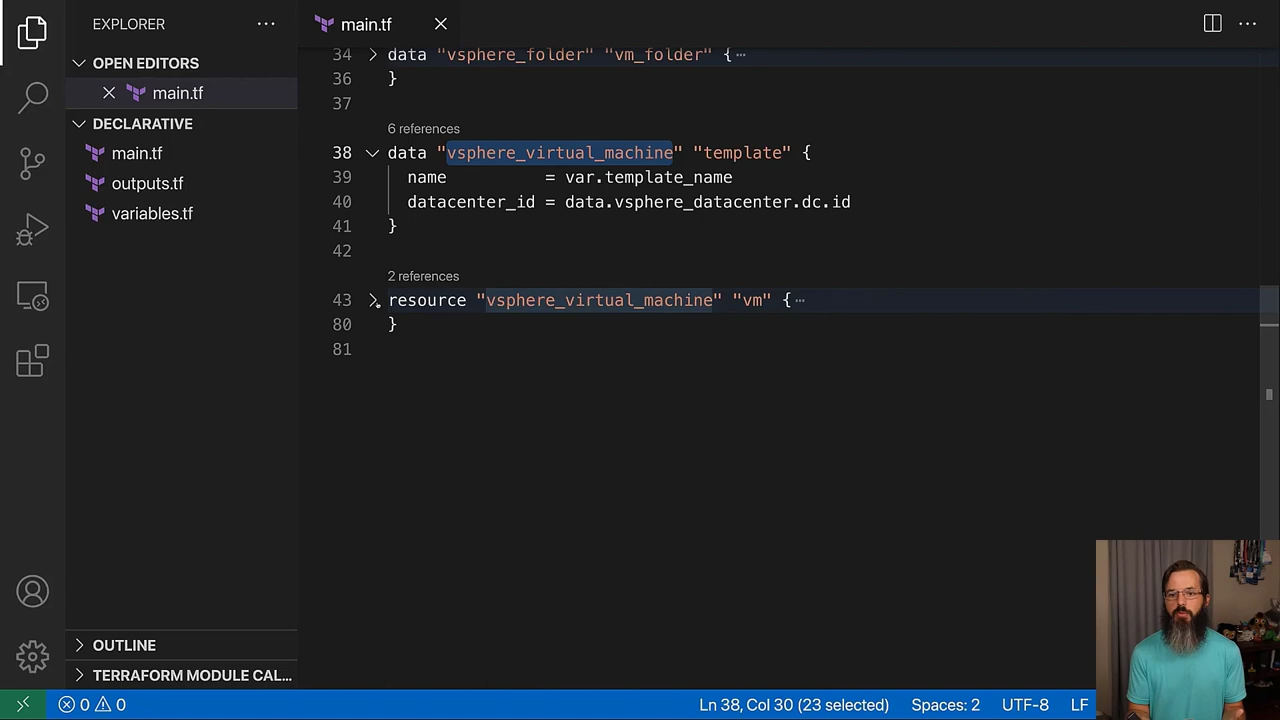 EXPLORER
main.tf
OPEN EDITORS
main.tf
DECLARATIVE
main.tf
outputs.tf
variables.tf
OUTLINE
TERRAFORM MODULE CAL...
34 data "vsphere_folder" "vm_folder" { ...
36 }
37
6 references
38 data "vsphere_virtual_machine" "template" {
39 name = var.template_name
40 datacenter_id = data.vsphere_datacenter.dc.id
41 }
42
2 references
43 resource "vsphere_virtual_machine" "vm" { ...
80 }
81
0 0 Ln 38, Col 30 (23 selected) Spaces: 2 UTF-8 LF